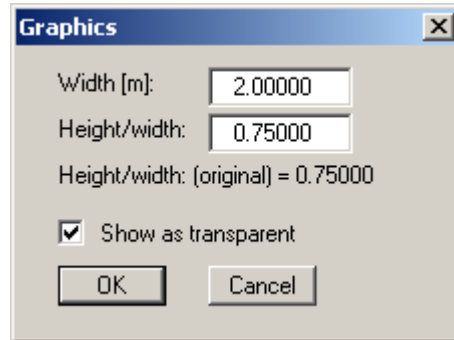 Graphics
Width [m]: 2.00000
Height/width: 0.75000
Height/width: (original) = 0.75000
Show as transparent
OK Cancel